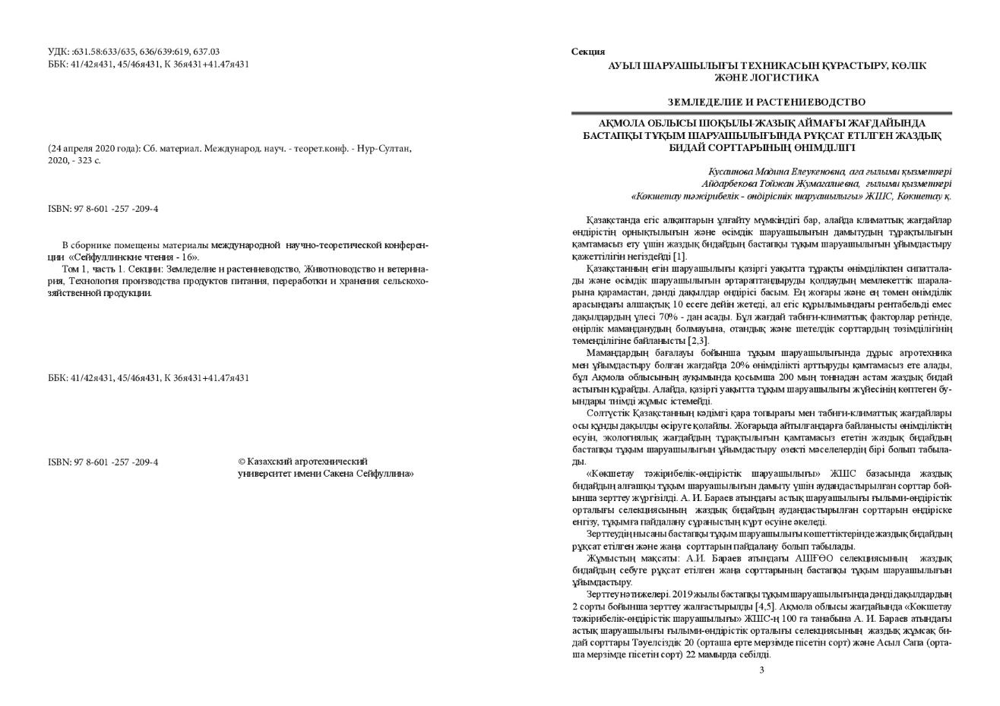 УДК: :631.58:633/635, 636/639:619, 637.03
ББК: 41/42я431, 45/46я431, К 36я431+41.47я431
(24 апреля 2020 года): Сб. материал. Международ. науч. - теорет.конф. - Нур-Султан,
2020, - 323 с.
ISBN: 97 8-601 -257 -209-4
В сборнике помещены материалы международной научно-теоретической конферен-
ции «Сейфуллинские чтения - 16».
Том 1, часть 1. Секции: Земледелие и растениеводство, Животноводство и ветерина-
рия, Технология производства продуктов питания, переработки и хранения сельскохо-
зяйственной продукции.
ББК: 41/42я431, 45/46я431, К 36я431+41.47я431
ISBN: 97 8-601 -257 -209-4
© Казахский агротехнический
университет имени Сакена Сейфуллина»
Секция
АУЫЛ ШАРУАШЫЛЫҒЫ ТЕХНИКАСЫН ҚҰРАСТЫРУ, КӨЛІК
ЖӘНЕ ЛОГИСТИКА
ЗЕМЛЕДЕЛИЕ И РАСТЕНИЕВОДСТВО
АҚМОЛА ОБЛЫСЫ ШОҚЫЛЫ-ЖАЗЫҚ АЙМАҒЫ ЖАҒДАЙЫНДА
БАСТАПҚЫ ТҰҚЫМ ШАРУАШЫЛЫҒЫНДА РҰҚСАТ ЕТІЛГЕН ЖАЗДЫҚ
БИДАЙ СОРТТАРЫНЫҢ ӨНІМДІЛІГІ
Кусаинова Мадина Елеукеновна, аға ғылыми қызметкері
Айдарбекова Тойжан Жумагалиевна, ғылыми қызметкері
«Көкшетау тәжірибелік - өндірістік шаруашылығы» ЖШС, Көкшетау қ.
Қазақстанда егіс алқаптарын ұлғайту мүмкіндігі бар, алайда климаттық жағдайлар
өндірістің орнықтылығын және өсімдік шаруашылығын дамытудың тұрақтылығын
қамтамасыз ету үшін жаздық бидайдың бастапқы тұқым шаруашылығын ұйымдастыру
қажеттілігін негіздейді [1].
Қазақстанның егін шаруашылығы қазіргі уақытта тұрақты өнімділікпен сипаттала-
ды және өсімдік шаруашылығын әртараптандыруды қолдаудың мемлекеттік шарала-
рына қарамастан, дәнді дақылдар өндірісі басым. Ең жоғары және ең төмен өнімділік
арасындағы алшақтық 10 есеге дейін жетеді, ал егіс құрылымындағы рентабельді емес
дақылдардың үлесі 70% - дан асады. Бұл жағдай табиғи-климаттық факторлар ретінде,
өңірлік маманданудың болмауына, отандық және шетелдік сорттардың төзімділігінің
төменділігіне байланысты [2,3].
Мамандардың бағалауы бойынша тұқым шаруашылығында дұрыс агротехника
мен ұйымдастыру болған жағдайда 20% өнімділікті арттыруды қамтамасыз ете алады,
бұл Ақмола облысының ауқымында қосымша 200 мың тоннадан астам жаздық бидай
астығын құрайды. Алайда, қазіргі уақытта тұқым шаруашылығы жүйесінің көптеген бу-
ындары тиімді жұмыс істемейді.
Солтүстік Қазақстанның кәдімгі қара топырағы мен табиғи-климаттық жағдайлары
осы құнды дақылды өсіруге қолайлы. Жоғарыда айтылғандарға байланысты өнімділіктің
өсуін, экологиялық жағдайдың тұрақтылығын қамтамасыз ететін жаздық бидайдың
бастапқы тұқым шаруашылығын ұйымдастыру өзекті мәселелердің бірі болып табыла-
ды.
«Көкшетау тәжірибелік-өндірістік шаруашылығы» ЖШС базасында жаздық
бидайдың алғашқы тұқым шаруашылығын дамыту үшін аудандастырылған сорттар бой-
ынша зерттеу жүргізілді. А. И. Бараев атындағы астық шаруашылығы ғылыми-өндірістік
орталығы селекциясының жаздық бидайдың аудандастырылған сорттарын өндіріске
енгізу, тұқымға пайдалану сұраныстың күрт өсуіне әкеледі.
Зерттеудің нысаны бастапқы тұқым шаруашылығы көшеттіктерінде жаздық бидайдың
рұқсат етілген және жаңа сорттарын пайдалану болып табылады.
Жұмыстың мақсаты: А.И. Бараев атындағы АШҒӨО селекциясының жаздық
бидайдың себуге рұқсат етілген жаңа сорттарының бастапқы тұқым шаруашылығын
ұйымдастыру.
Зерттеу нәтижелері. 2019 жылы бастапқы тұқым шаруашылығында дәнді дақылдардың
2 сорты бойынша зерттеу жалғастырылды [4,5]. Ақмола облысы жағдайында «Көкшетау
тәжірибелік-өндірістік шаруашылығы» ЖШС-ң 100 га танабына А. И. Бараев атындағы
астық шаруашылығы ғылыми-өндірістік орталығы селекциясының жаздық жұмсақ би-
дай сорттары Тәуелсіздік 20 (орташа ерте мерзімде пісетін сорт) және Асыл Сапа (орта-
ша мерзімде пісетін сорт) 22 мамырда себілді.
3